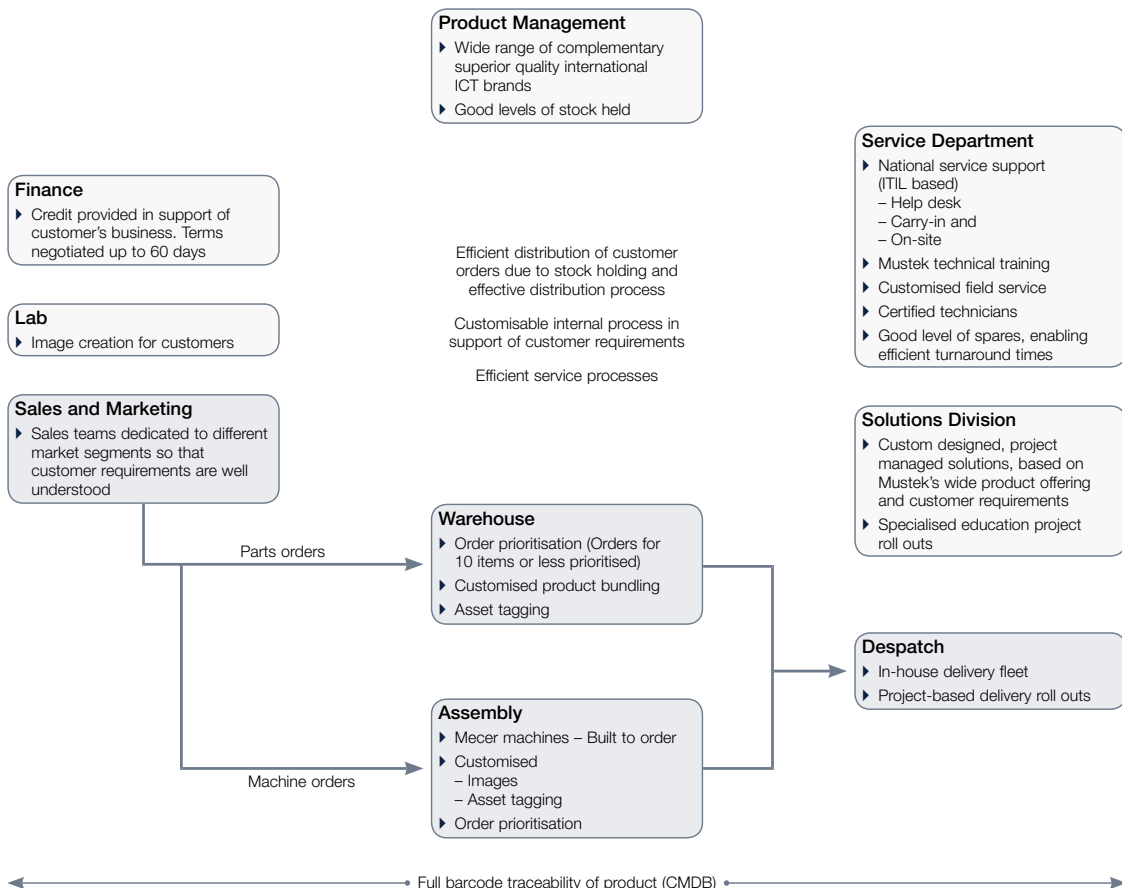 Product Management
Wide range of complementary
superior quality international
ICT brands
Good levels of stock held
Finance
Credit provided in support of
customer's business. Terms
negotiated up to 60 days
Lab
Image creation for customers
Sales and Marketing
Sales teams dedicated to different
market segments so that
customer requirements are well
understood
Efficient distribution of customer
orders due to stock holding and
effective distribution process
Customisable internal process in
support of customer requirements
Efficient service processes
Service Department
National service support
(ITIL based)
– Help desk
– Carry-in and
– On-site
Mustek technical training
Customised field service
Certified technicians
Good level of spares, enabling
efficient turnaround times
Solutions Division
Custom designed, project
managed solutions, based on
Mustek's wide product offering
and customer requirements
Specialised education project
roll outs
Parts orders
Warehouse
Order prioritisation (Orders for
10 items or less prioritised)
Customised product bundling
Asset tagging
Machine orders
Assembly
Mecer machines – Built to order
Customised
– Images
– Asset tagging
Order prioritisation
Despatch
In-house delivery fleet
Project-based delivery roll outs
Full barcode traceability of product (CMDB)